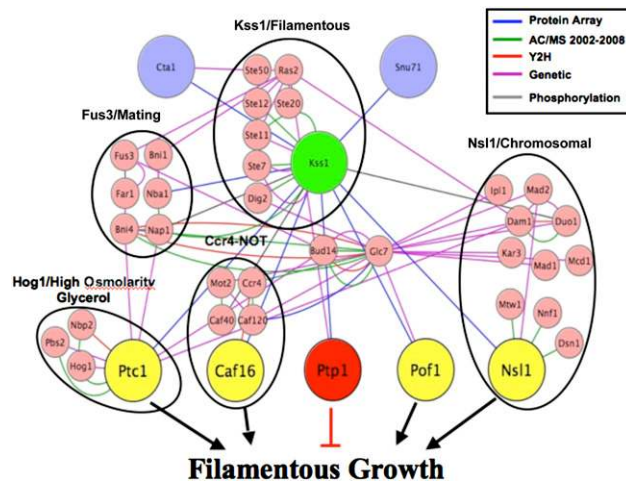 Kss1/Filamentous
Protein Array
AC/MS 2002-2008
Y2H
Genetic
Phosphorylation
Cta1
Ste50
Ras2
Snu71
Ste12
Ste20
Fus3/Mating
Ste11
Nsl1/Chromosomal
Fus3
Bni1
Ste7
Kss1
Far1
Nba1
Dig2
Ipl1
Mad2
Bni4
Nap1
Dam1
Duo1
Ccr4-NOT
Bud14
Glc7
Kar3
Mad1
Mcd1
Hog1/High Osmolarity
Glycerol
Mot2
Ccr4
Nbp2
Caf40
Caf120
Mtw1
Nnf1
Pbs2
Hog1
Dsn1
Ptc1
Caf16
Ptp1
Pof1
Nsl1
Filamentous Growth